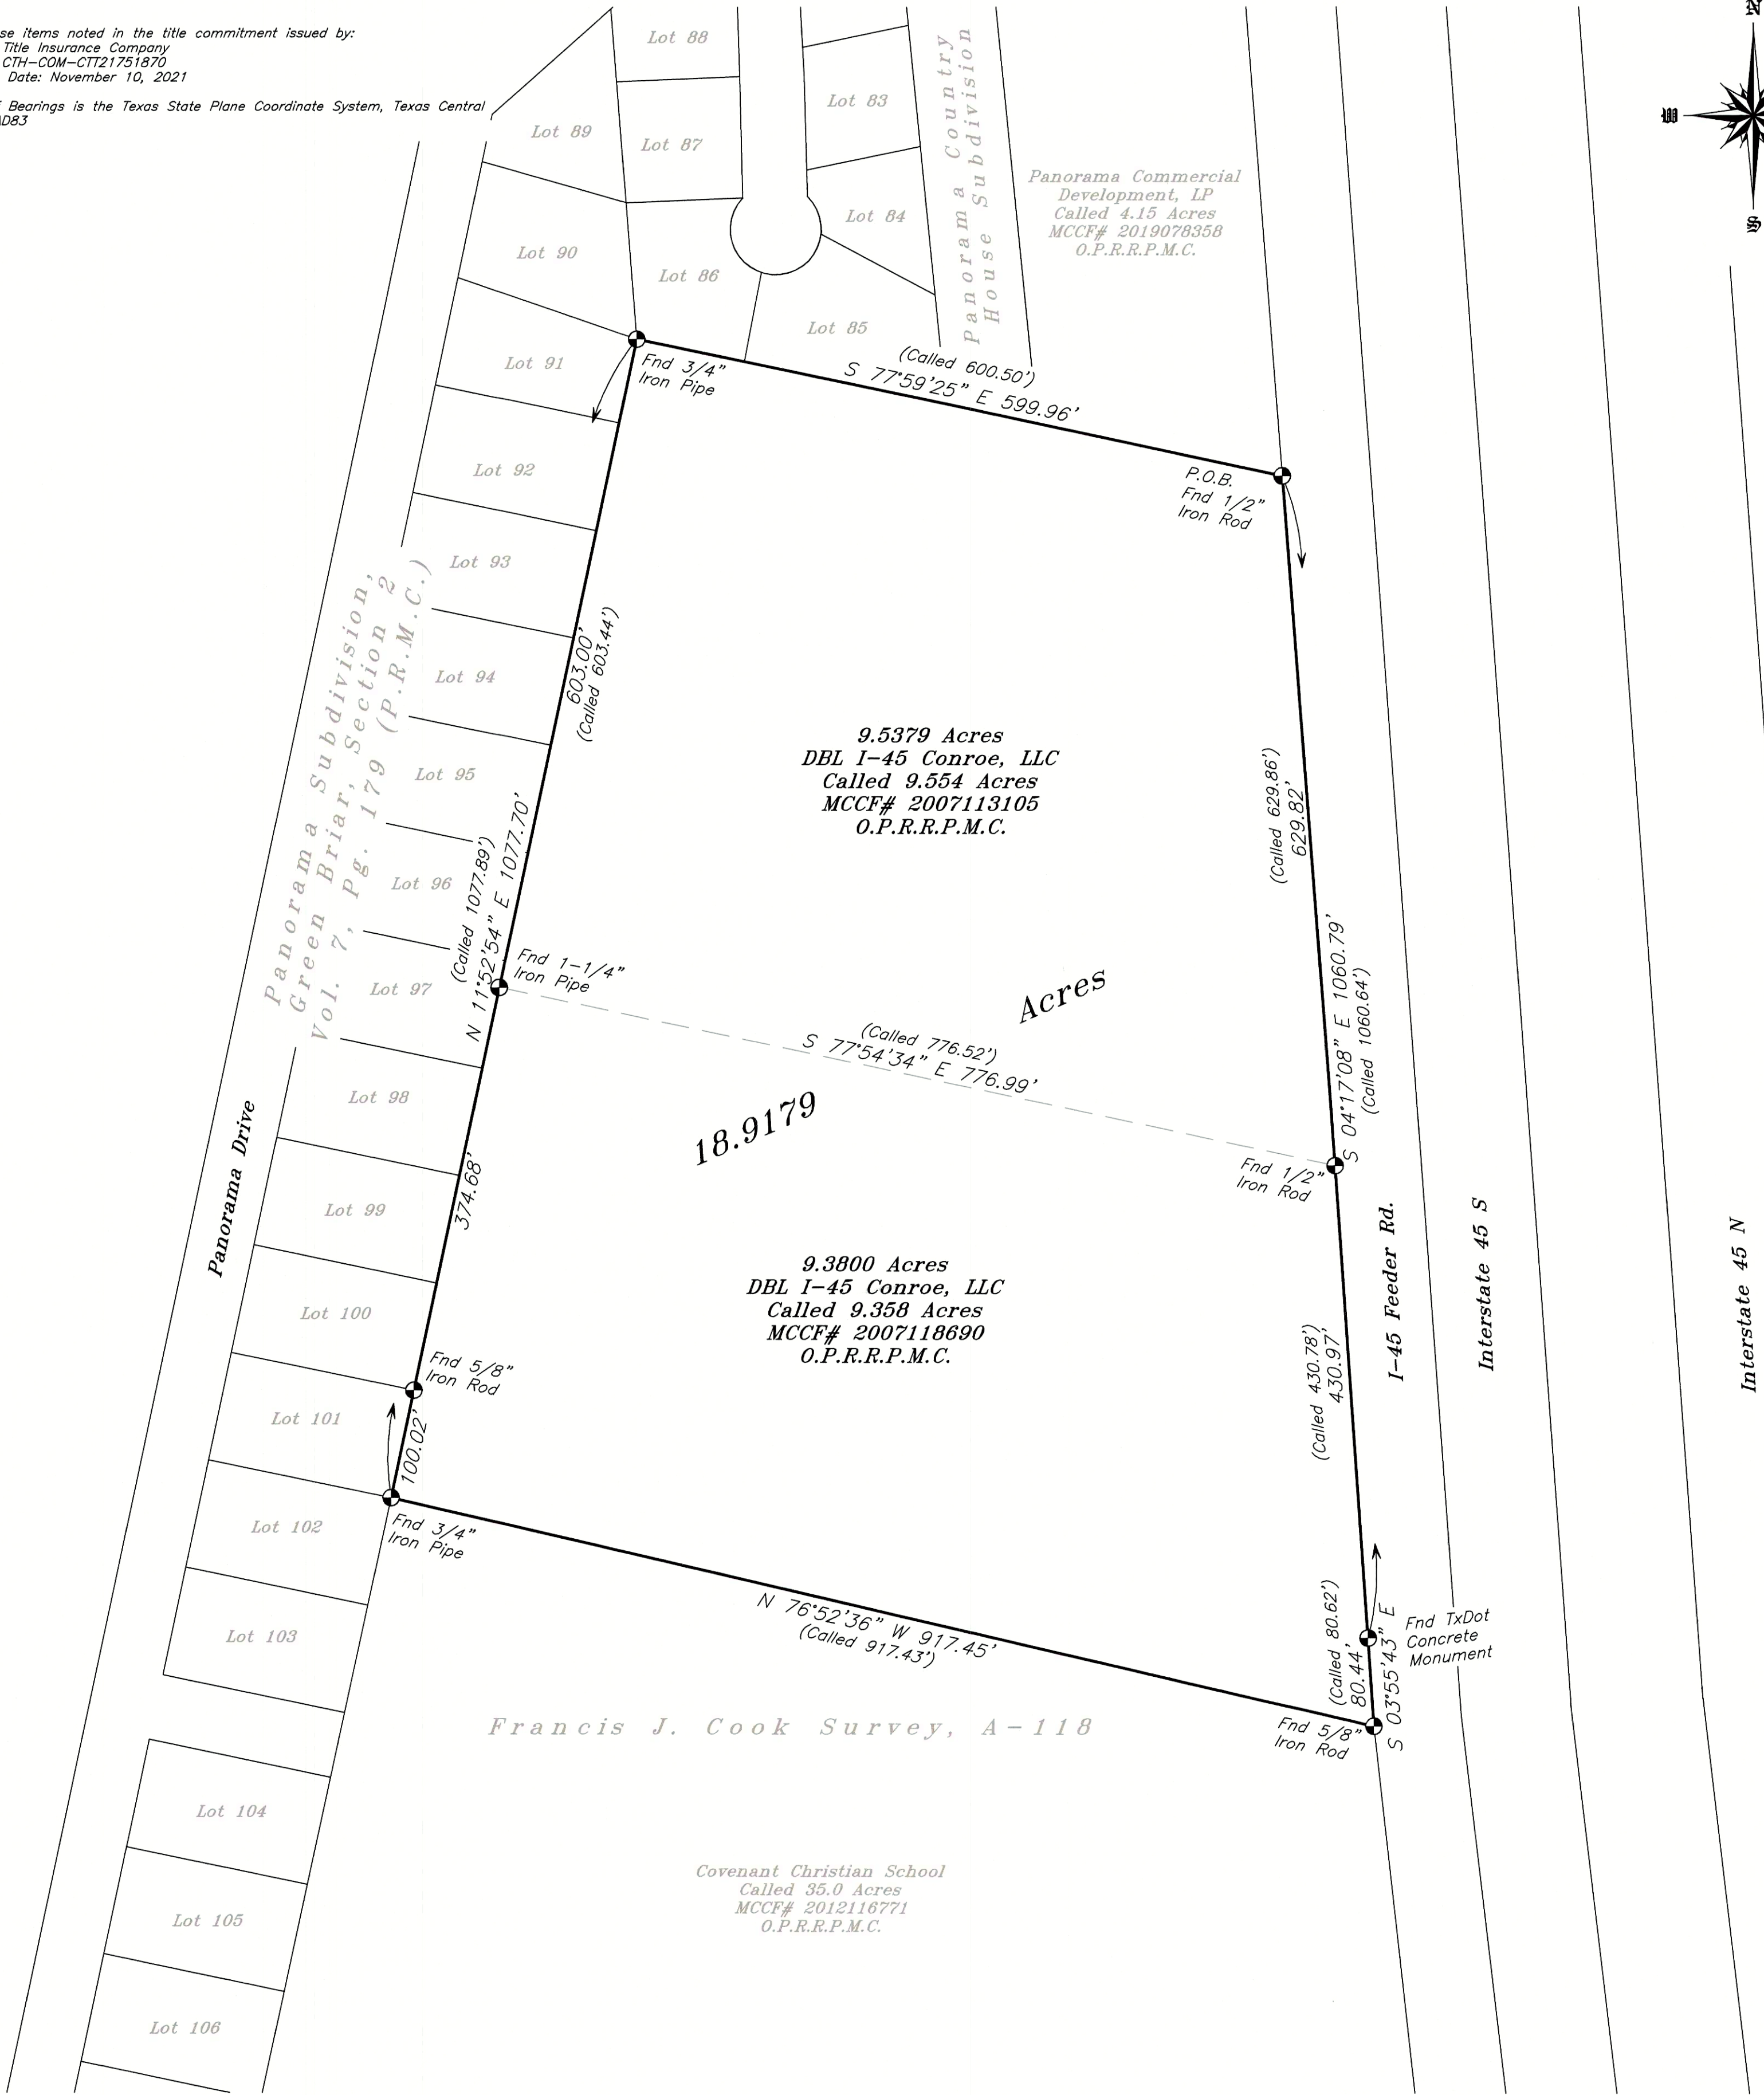 se items noted in the title commitment issued by:
Title Insurance Company
CTH-COM-CTT21751870
Date: November 10, 2021
Bearings is the Texas State Plane Coordinate System, Texas Central
N
W
S
Lot 88
Lot 83
Lot 89
Lot 87
Lot 84
Lot 90
Lot 86
Lot 85
Panorama Country
House Subdivision
Panorama Commercial
Development, LP
Called 4.15 Acres
MCCF# 2019078358
O.P.R.R.P.M.C.
Lot 91
Fnd 3/4"
Iron Pipe
(Called 600.50')
S 77°59'25" E 599.96'
P.O.B.
Fnd 1/2"
Iron Rod
Lot 92
Lot 93
Lot 94
Lot 95
Lot 96
Lot 97
Lot 98
Lot 99
Lot 100
Lot 101
Lot 102
Lot 103
Lot 104
Lot 105
Lot 106
Panorama Subdivision,
Green Briar, Section 2
Vol. 7, Pg. 179 (P.R.M.C.)
Panorama Drive
603.00'
(Called 603.44')
(Called 1077.89')
N 11°52'54" E 1077.70'
9.5379 Acres
DBL I-45 Conroe, LLC
Called 9.554 Acres
MCCF# 2007113105
O.P.R.R.P.M.C.
(Called 629.86')
629.82'
S 04°17'08" E 1060.79'
(Called 1060.64')
Fnd 1-1/4"
Iron Pipe
(Called 776.52')
S 77°54'34" E 776.99'
18.9179 Acres
Fnd 1/2"
Iron Rod
374.68'
9.3800 Acres
DBL I-45 Conroe, LLC
Called 9.358 Acres
MCCF# 2007118690
O.P.R.R.P.M.C.
(Called 430.78')
430.97'
I-45 Feeder Rd.
Interstate 45 S
Interstate 45 N
Fnd 5/8"
Iron Rod
100.02'
Fnd 3/4"
Iron Pipe
N 76°52'36" W 917.45'
(Called 917.43')
(Called 80.62')
80.44'
S 03°55'43" E
Fnd TxDot
Concrete
Monument
Fnd 5/8"
Iron Rod
Francis J. Cook Survey, A-118
Covenant Christian School
Called 35.0 Acres
MCCF# 2012116771
O.P.R.R.P.M.C.